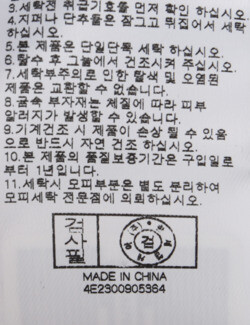 3.세탁전 취급기호를 먼저 확인 하십시오
4.지퍼나 단추물은 잠그고 뒤집어서 세탁
하십시오.
5.본 제품은 단일단독 세탁 하십시오.
6.탈수 후 그늘에서 건조시켜 주십시오.
7.세탁부주의로 인한 탈색 및 오염된
제품은 교환할 수 없습니다.
8.금속 부자재는 체질에 따라 피부
알러지가 발생할 수 있습니다.
9.기계건조 시 제품이 손상 될 수 있음
으로 반드시 자연 건조 하십시오.
10.본 제품의 품질보증기간은 구입일로
부터 1년입니다.
11.세탁시 모피부분은 별도 분리하여
모피세탁 전문점에 의뢰하십시오.
검사필
검
MADE IN CHINA
4E2300905364